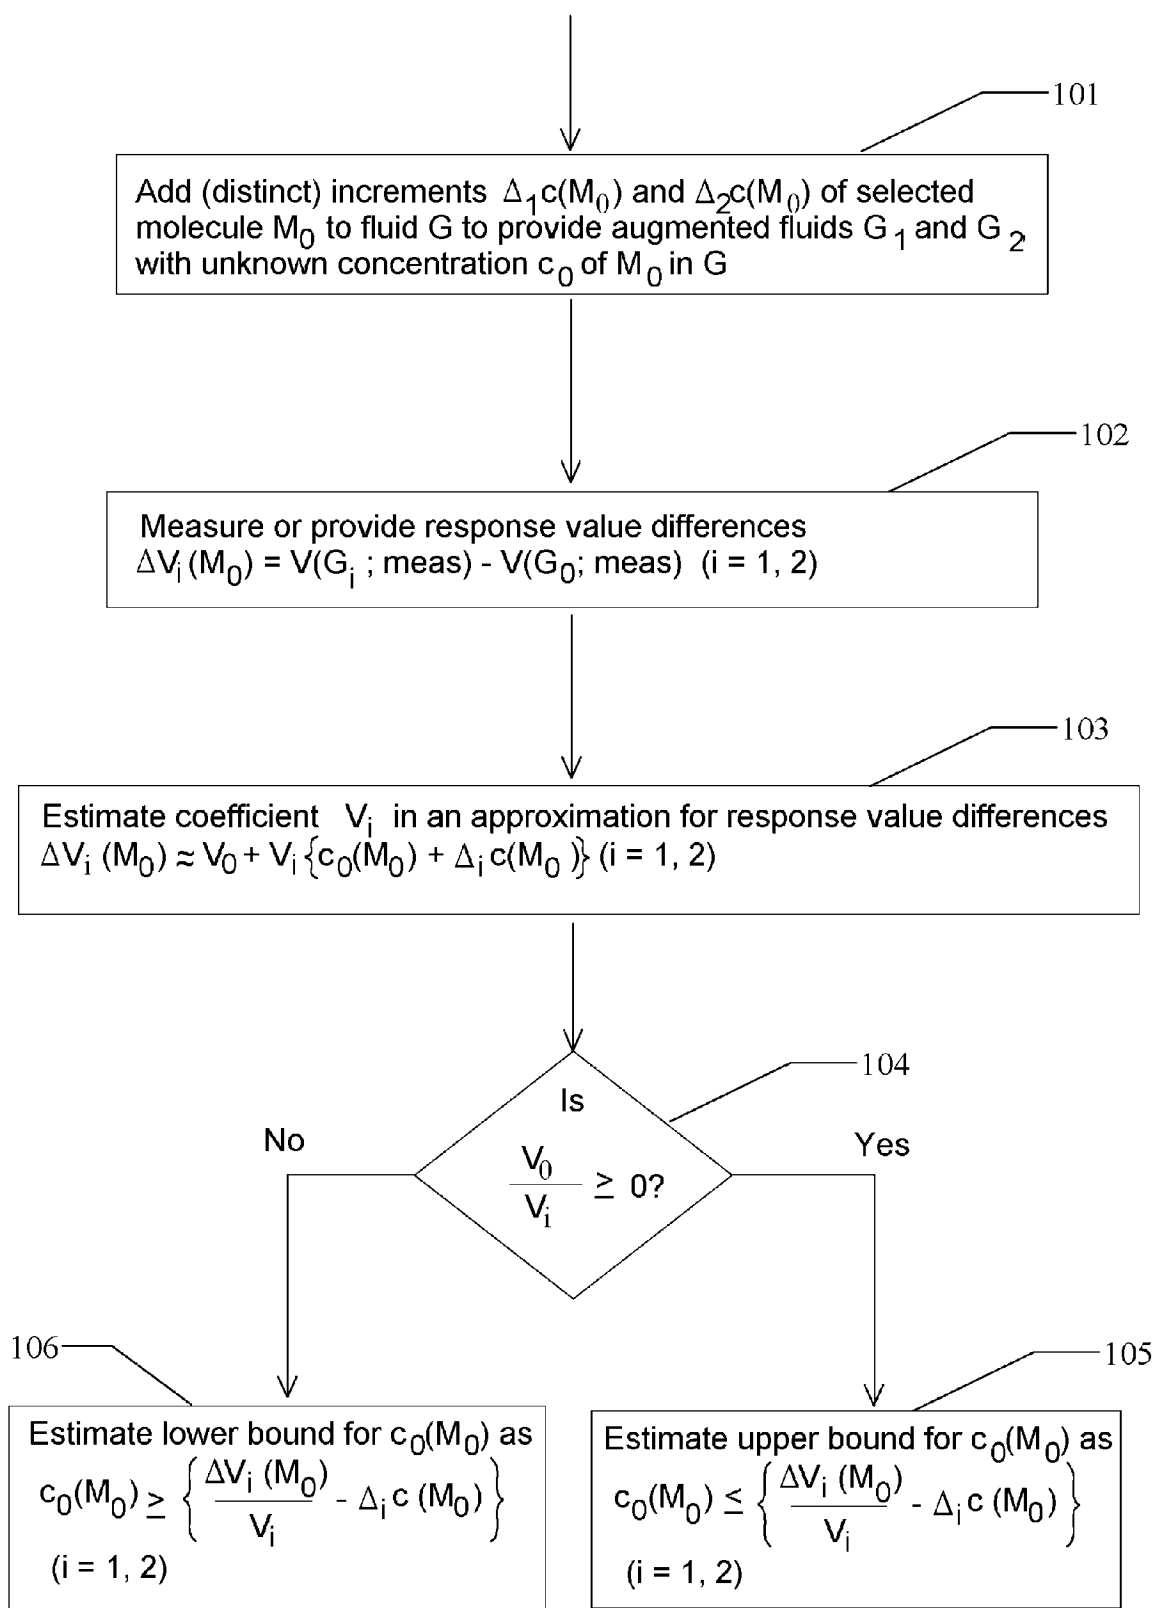 101
Add (distinct) increments Δ₁c(M₀) and Δ₂c(M₀) of selected
molecule M₀ to fluid G to provide augmented fluids G₁ and G₂,
with unknown concentration c₀ of M₀ in G
102
Measure or provide response value differences
ΔVᵢ(M₀) = V(Gᵢ ; meas) - V(G₀; meas) (i = 1, 2)
103
Estimate coefficient Vᵢ in an approximation for response value differences
ΔVᵢ (M₀) ≈ V₀ + Vᵢ {c₀(M₀) + Δᵢ c(M₀ )} (i = 1, 2)
104
Is
V₀ / Vᵢ ≥ 0?
No
Yes
106
Estimate lower bound for c₀(M₀) as
c₀(M₀) ≥ { ΔVᵢ (M₀) / Vᵢ - Δᵢ c (M₀) }
(i = 1, 2)
105
Estimate upper bound for c₀(M₀) as
c₀(M₀) ≤ { ΔVᵢ (M₀) / Vᵢ - Δᵢ c (M₀) }
(i = 1, 2)